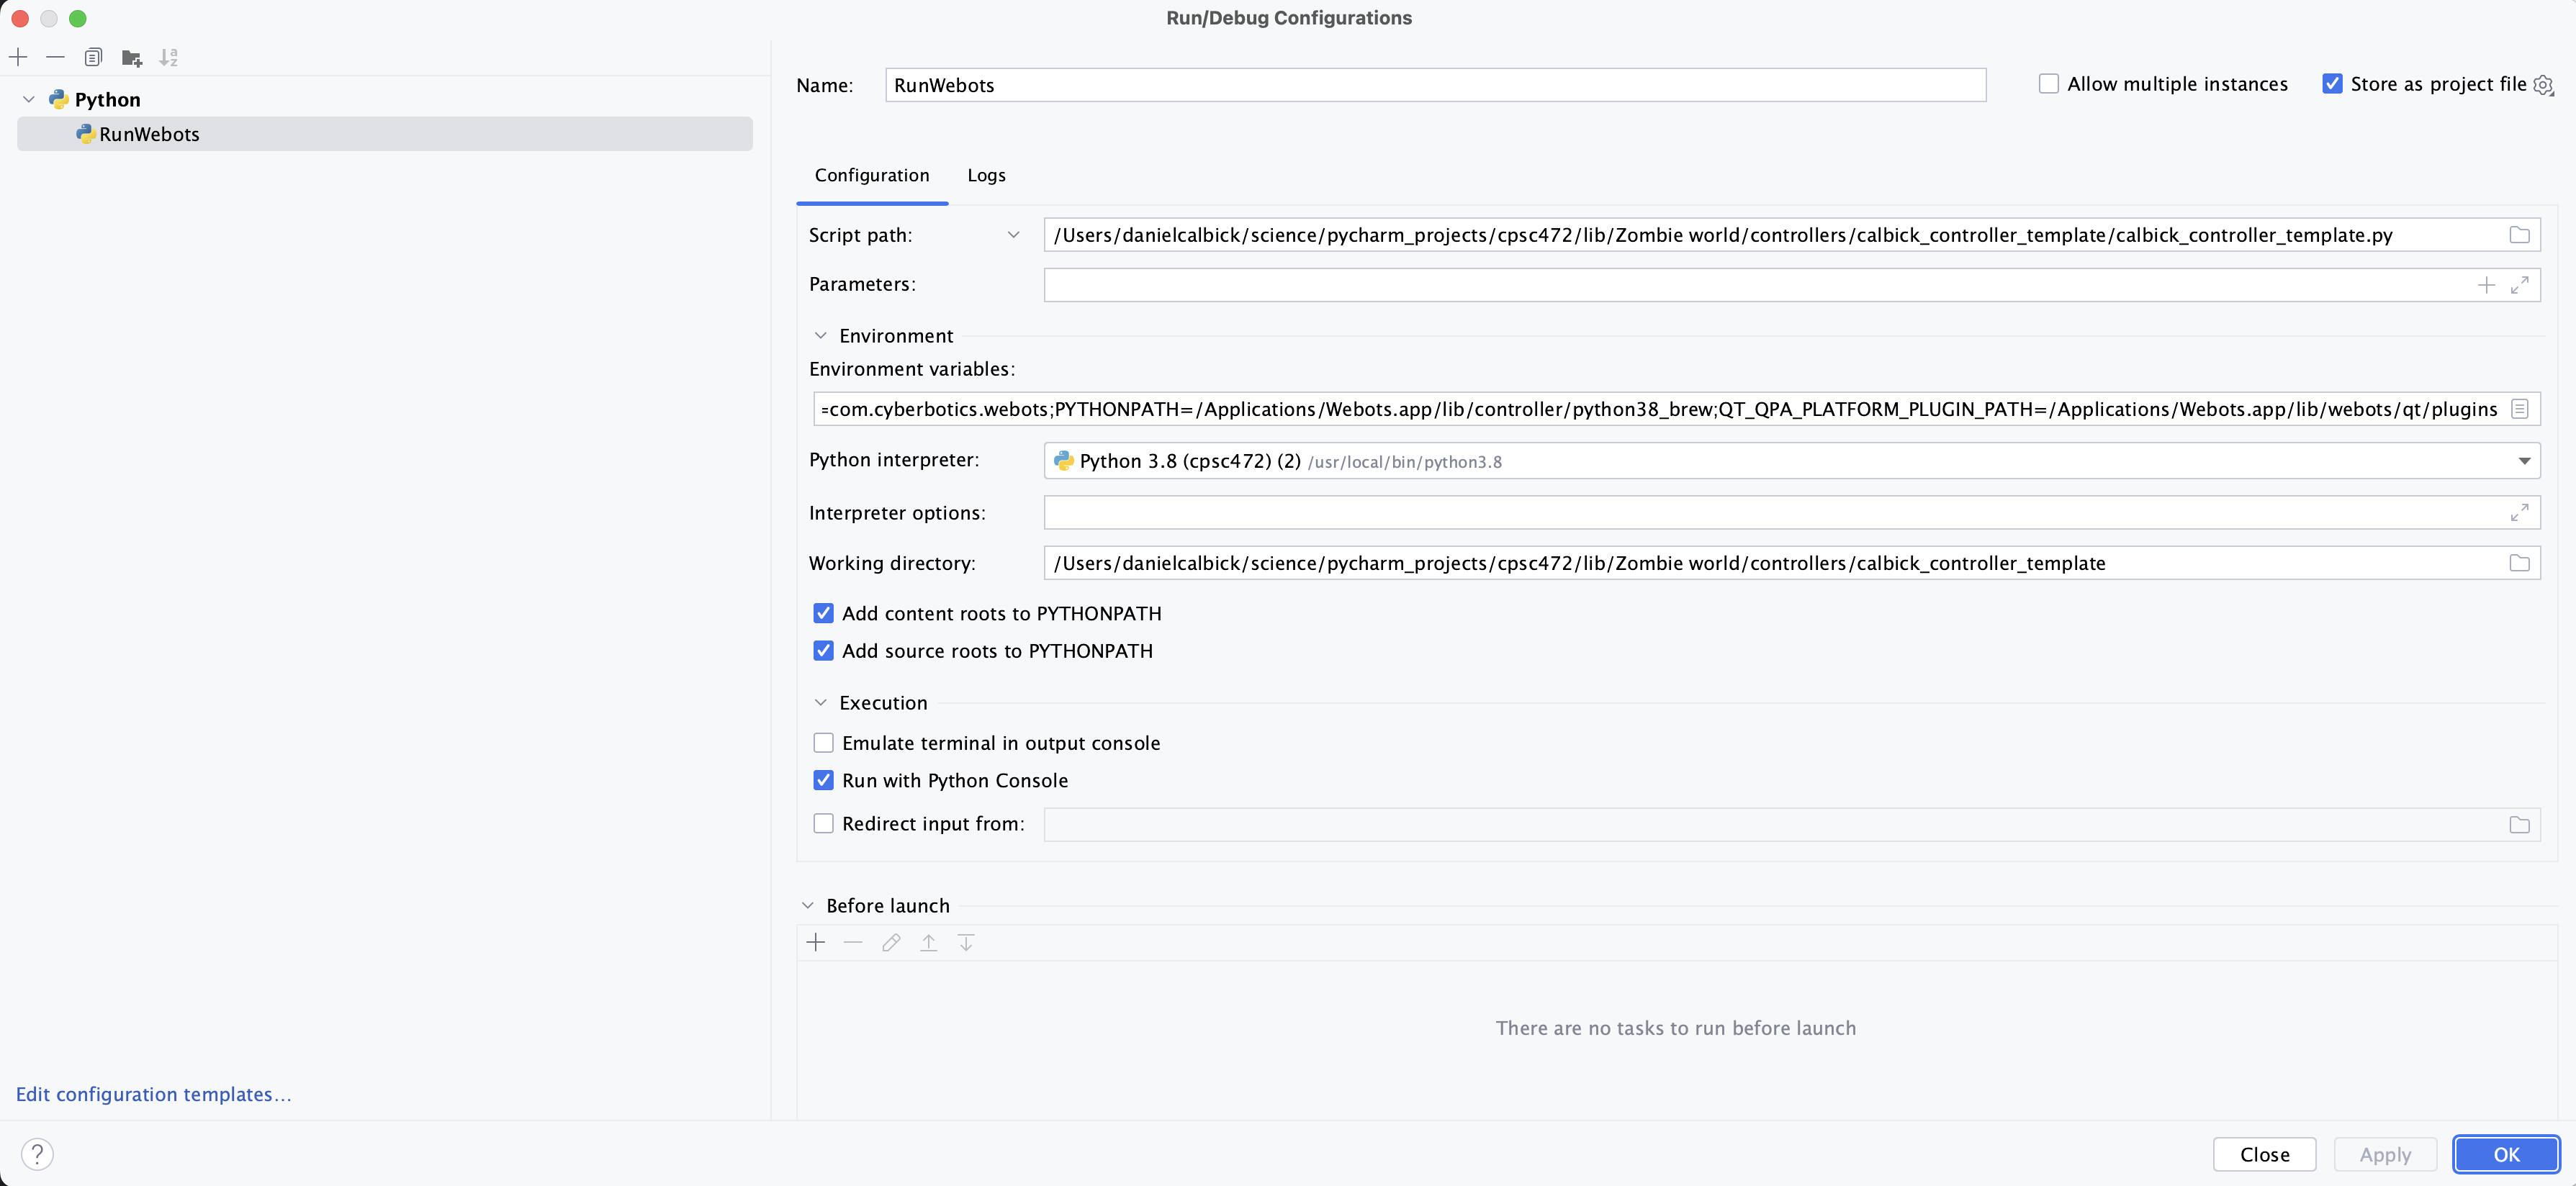 Run/Debug Configurations
Python
RunWebots
Name: RunWebots Allow multiple instances Store as project file
Configuration Logs
Script path: /Users/danielcalbick/science/pycharm_projects/cpsc472/lib/Zombie world/controllers/calbick_controller_template/calbick_controller_template.py
Parameters:
Environment
Environment variables:
=com.cyberbotics.webots;PYTHONPATH=/Applications/Webots.app/lib/controller/python38_brew;QT_QPA_PLATFORM_PLUGIN_PATH=/Applications/Webots.app/lib/webots/qt/plugins
Python interpreter: Python 3.8 (cpsc472) (2) /usr/local/bin/python3.8
Interpreter options:
Working directory: /Users/danielcalbick/science/pycharm_projects/cpsc472/lib/Zombie world/controllers/calbick_controller_template
Add content roots to PYTHONPATH
Add source roots to PYTHONPATH
Execution
Emulate terminal in output console
Run with Python Console
Redirect input from:
Before launch
There are no tasks to run before launch
Edit configuration templates...
? Close Apply OK